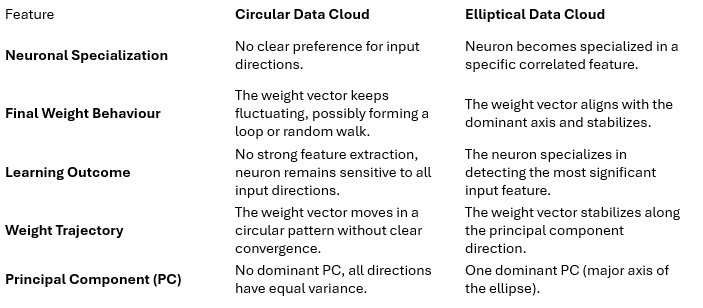 Feature Circular Data Cloud Elliptical Data Cloud
Neuronal Specialization
No clear preference for input
directions.
Neuron becomes specialized in a
specific correlated feature.
Final Weight Behaviour
The weight vector keeps
fluctuating, possibly forming a
loop or random walk.
The weight vector aligns with the
dominant axis and stabilizes.
Learning Outcome
No strong feature extraction,
neuron remains sensitive to all
input directions.
The neuron specializes in
detecting the most significant
input feature.
Weight Trajectory
The weight vector moves in a
circular pattern without clear
convergence.
The weight vector stabilizes along
the principal component
direction.
Principal Component (PC)
No dominant PC, all directions
have equal variance.
One dominant PC (major axis of
the ellipse).